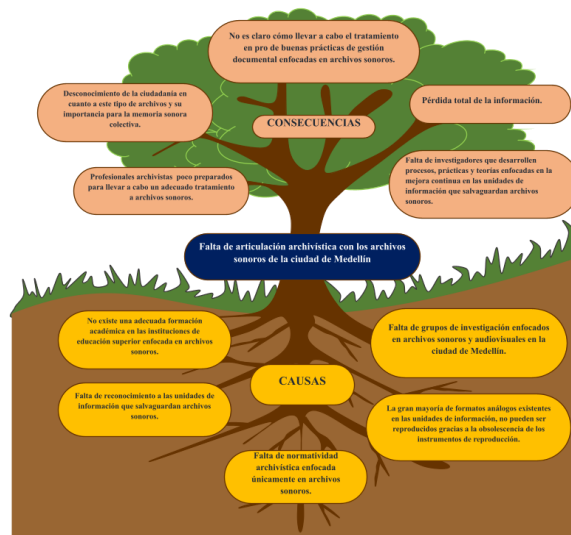 No es claro cómo llevar a cabo el tratamiento
en pro de buenas prácticas de gestión
documental enfocadas en archivos sonoros.
Desconocimiento de la ciudadanía en
cuanto a este tipo de archivos y su
importancia para la memoria sonora
colectiva.
Pérdida total de la información.
CONSECUENCIAS
Profesionales archivistas poco preparados
para llevar a cabo un adecuado tratamiento
a archivos sonoros.
Falta de investigadores que desarrollen
procesos, prácticas y teorías enfocadas en la
mejora continua en las unidades de
información que salvaguardan archivos
sonoros.
Falta de articulación archivística con los archivos
sonoros de la ciudad de Medellín
No existe una adecuada formación
académica en las instituciones de
educación superior enfocada en archivos
sonoros.
Falta de grupos de investigación enfocados
en archivos sonoros y audiovisuales en la
ciudad de Medellín.
CAUSAS
Falta de reconocimiento a las unidades de
información que salvaguardan archivos
sonoros.
La gran mayoría de formatos análogos existentes
en las unidades de información, no pueden ser
reproducidos gracias a la obsolescencia de los
instrumentos de reproducción.
Falta de normatividad
archivística enfocada
únicamente en archivos
sonoros.